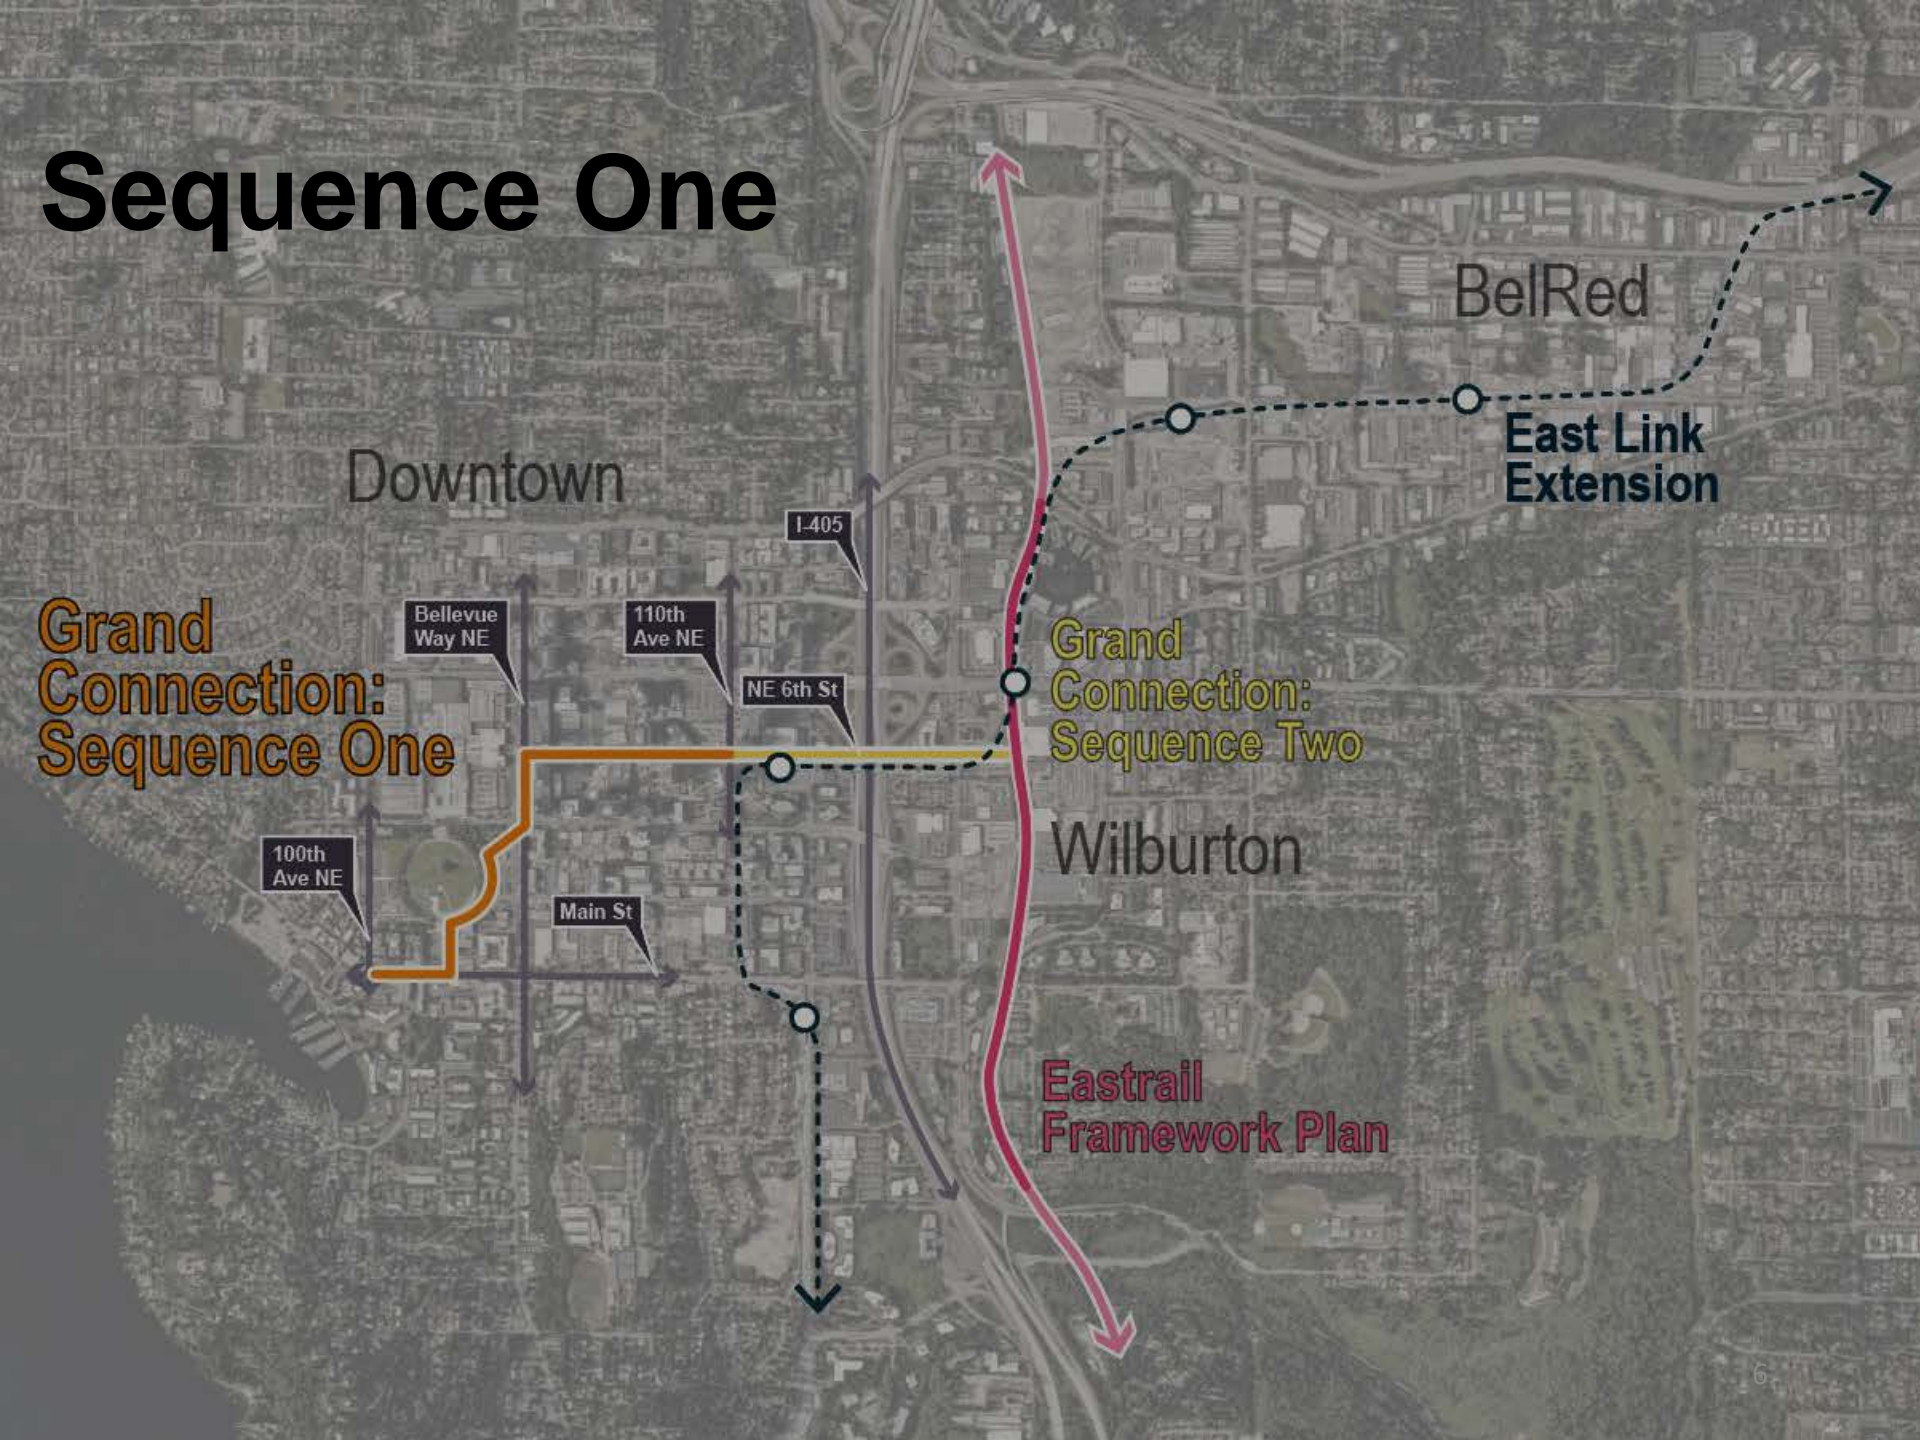 Sequence One
BelRed
East Link
Extension
Downtown
I-405
Grand
Connection:
Sequence One
Bellevue
Way NE
110th
Ave NE
NE 6th St
Grand
Connection:
Sequence Two
100th
Ave NE
Main St
Wilburton
Eastrail
Framework Plan
6